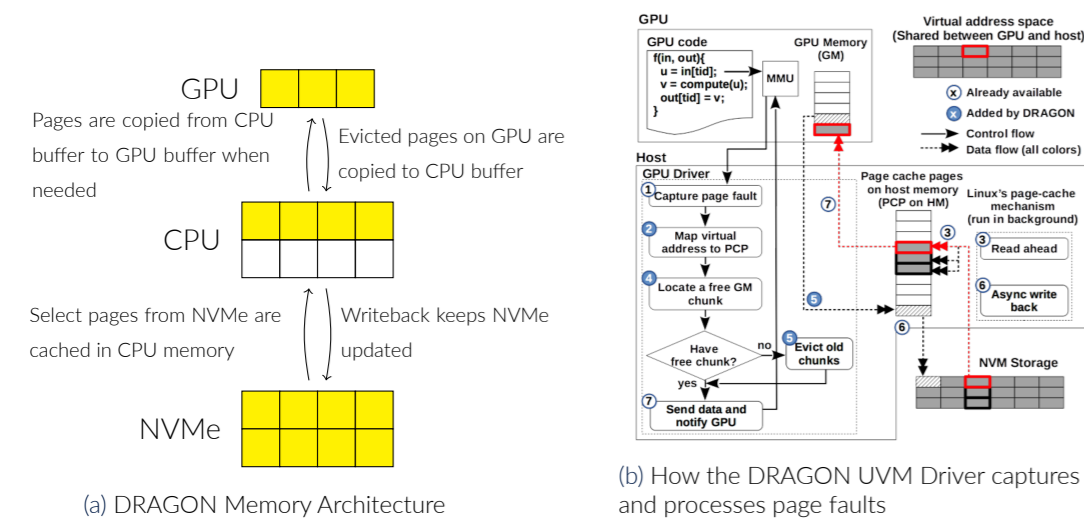 GPU
Pages are copied from CPU
buffer to GPU buffer when
needed
Evicted pages on GPU are
copied to CPU buffer
CPU
Select pages from NVMe are
cached in CPU memory
Writeback keeps NVMe
updated
NVMe
(a) DRAGON Memory Architecture
GPU
GPU code
f(in, out){
u = in[tid];
v = compute(u);
out[tid] = v;
}
MMU
GPU Memory
(GM)
Virtual address space
(Shared between GPU and host)
x Already available
x Added by DRAGON
Control flow
Data flow (all colors)
Host
GPU Driver
1 Capture page fault
2 Map virtual
address to PCP
4 Locate a free GM
chunk
Have
free chunk?
no
yes
5 Evict old
chunks
7 Send data and
notify GPU
Page cache pages
on host memory
(PCP on HM)
7
3
5
6
Linux's page-cache
mechanism
(run in background)
3 Read ahead
6 Async write
back
NVM Storage
(b) How the DRAGON UVM Driver captures
and processes page faults